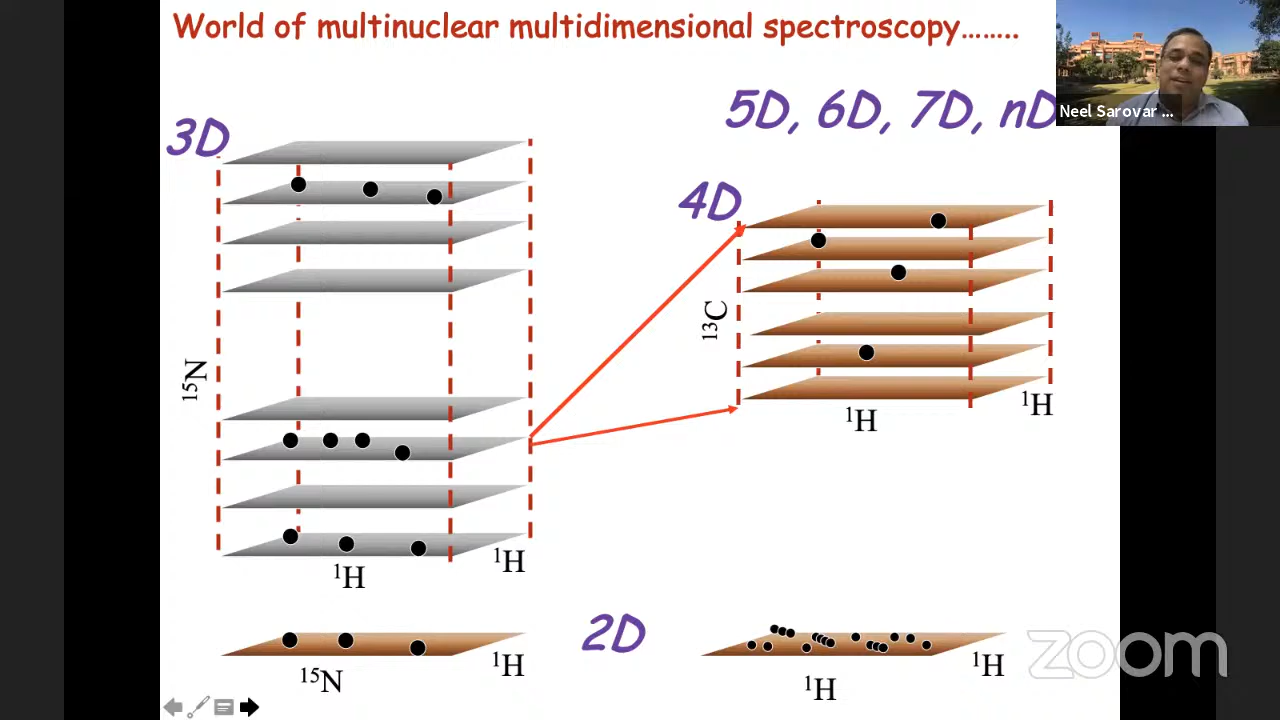 World of multinuclear multidimensional spectroscopy........
Neel Sarovar ...
5D, 6D, 7D, nD
3D
4D
15N
13C
1H
1H
1H
1H
2D
15N
1H
1H
1H
zoom